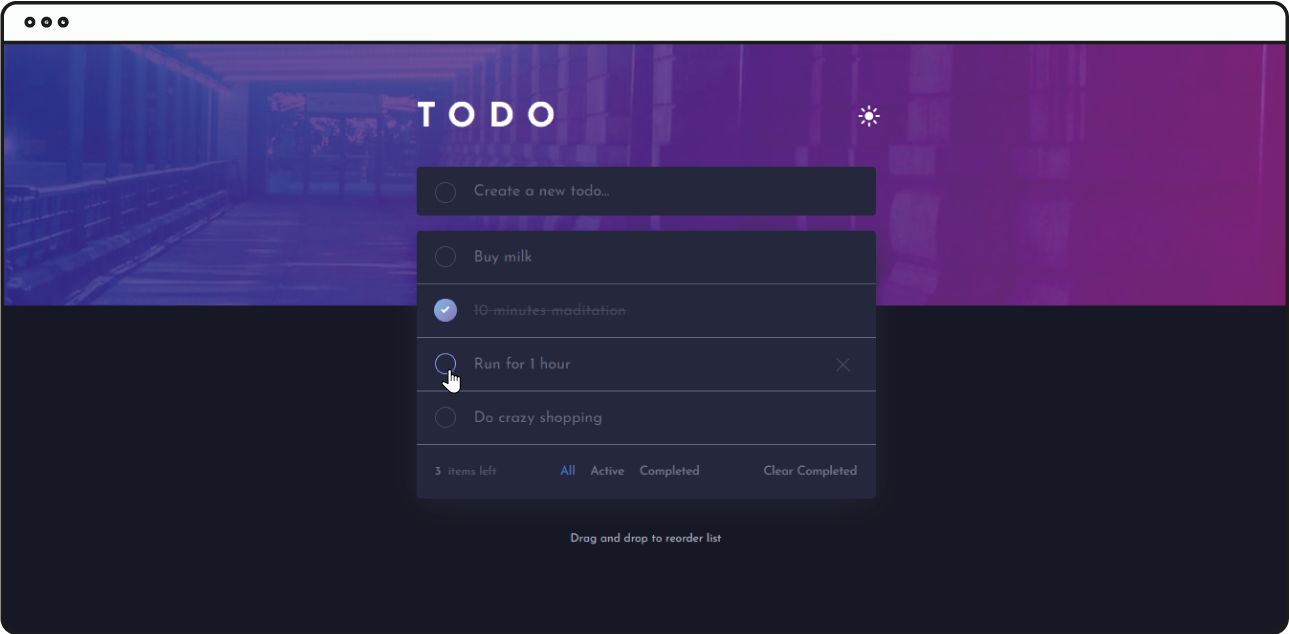 TODO
Create a new todo...
Buy milk
10 minutes maditation
Run for 1 hour
Do crazy shopping
3 items left All Active Completed Clear Completed
Drag and drop to reorder list